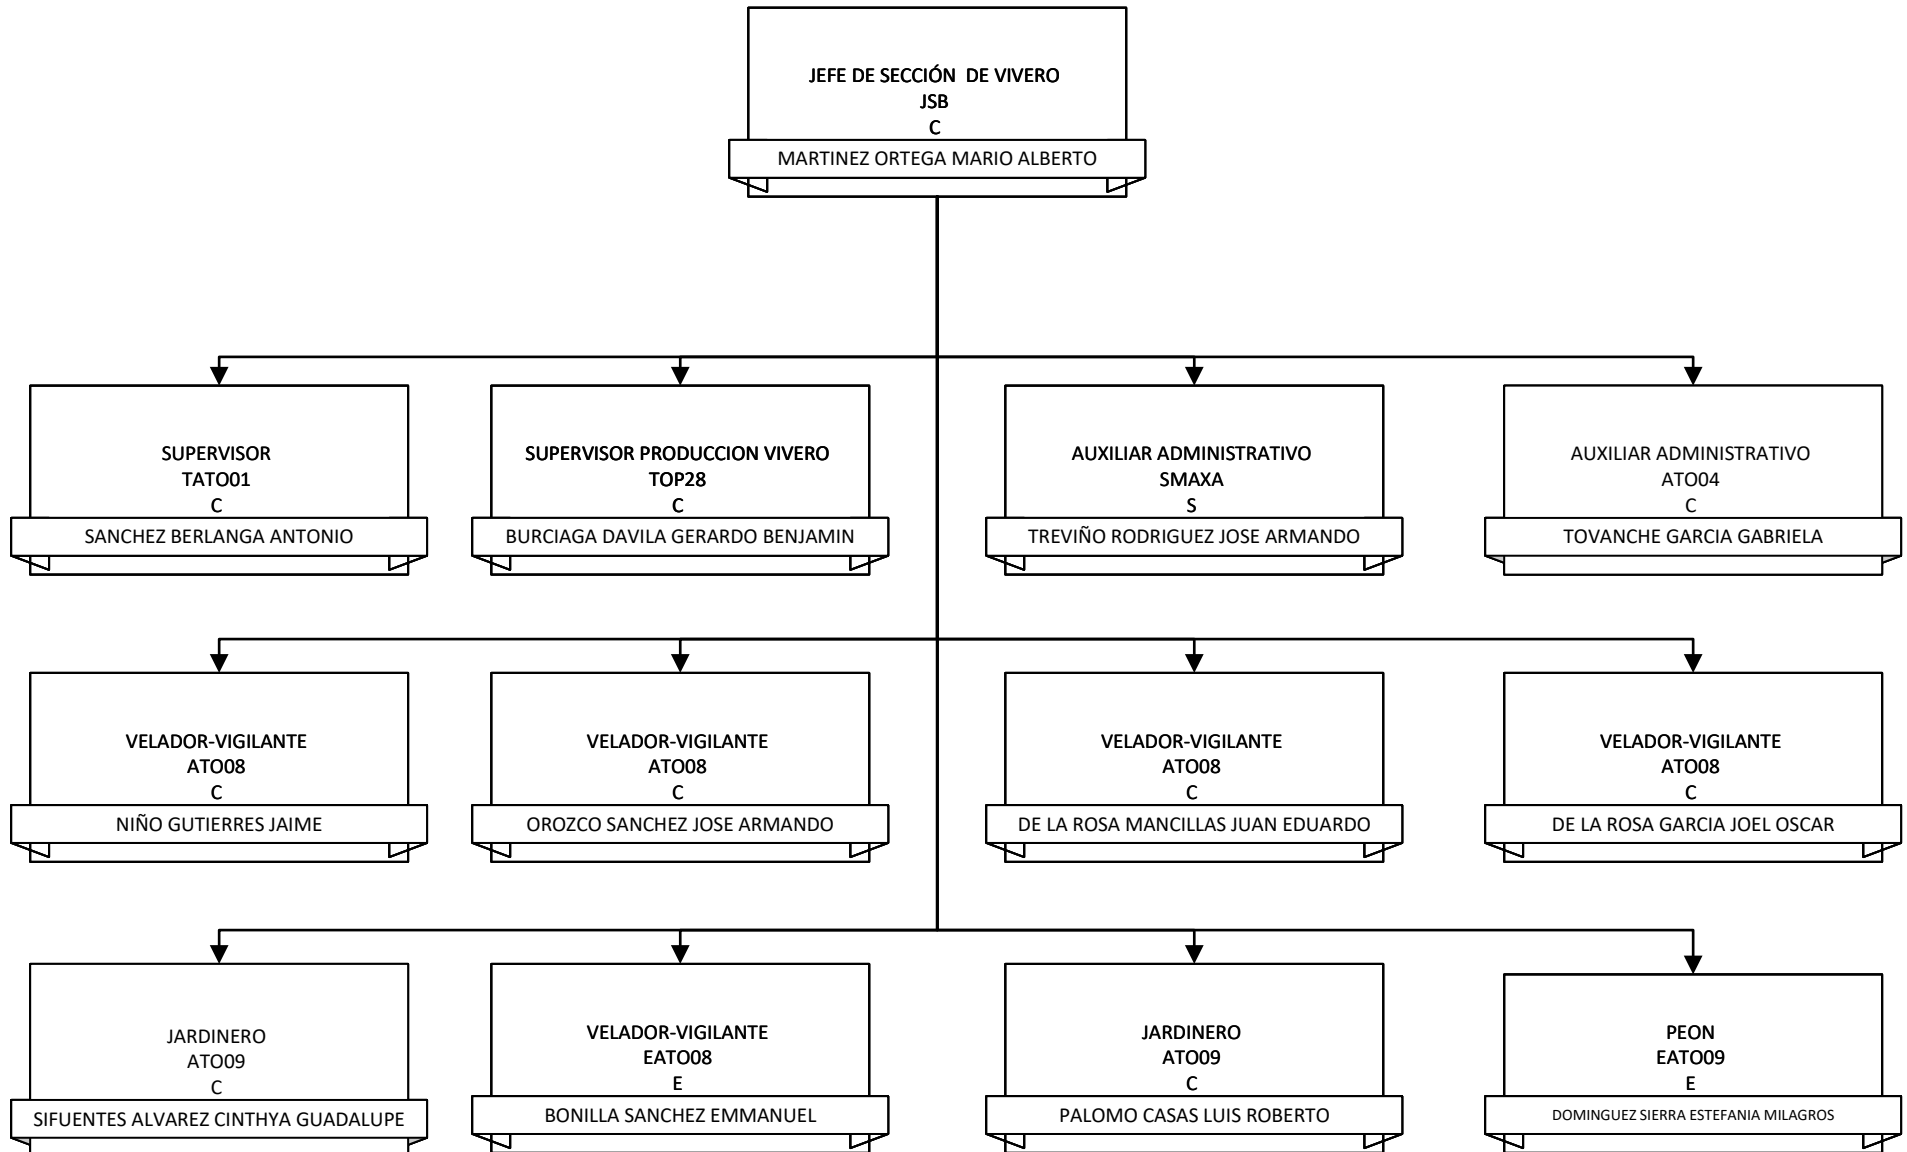 JEFE DE SECCIÓN  DE VIVERO
JSB
C
MARTINEZ ORTEGA MARIO ALBERTO
SUPERVISOR
TATO01
C
SANCHEZ BERLANGA ANTONIO
SUPERVISOR PRODUCCION VIVERO
TOP28
C
BURCIAGA DAVILA GERARDO BENJAMIN
AUXILIAR ADMINISTRATIVO
SMAXA
S
TREVIÑO RODRIGUEZ JOSE ARMANDO
AUXILIAR ADMINISTRATIVO
ATO04
C
TOVANCHE GARCIA GABRIELA
VELADOR-VIGILANTE
ATO08
C
NIÑO GUTIERRES JAIME
VELADOR-VIGILANTE
ATO08
C
OROZCO SANCHEZ JOSE ARMANDO
VELADOR-VIGILANTE
ATO08
C
DE LA ROSA MANCILLAS JUAN EDUARDO
VELADOR-VIGILANTE
ATO08
C
DE LA ROSA GARCIA JOEL OSCAR
JARDINERO
ATO09
C
SIFUENTES ALVAREZ CINTHYA GUADALUPE
VELADOR-VIGILANTE
EATO08
E
BONILLA SANCHEZ EMMANUEL
JARDINERO
ATO09
C
PALOMO CASAS LUIS ROBERTO
PEON
EATO09
E
DOMINGUEZ SIERRA ESTEFANIA MILAGROS